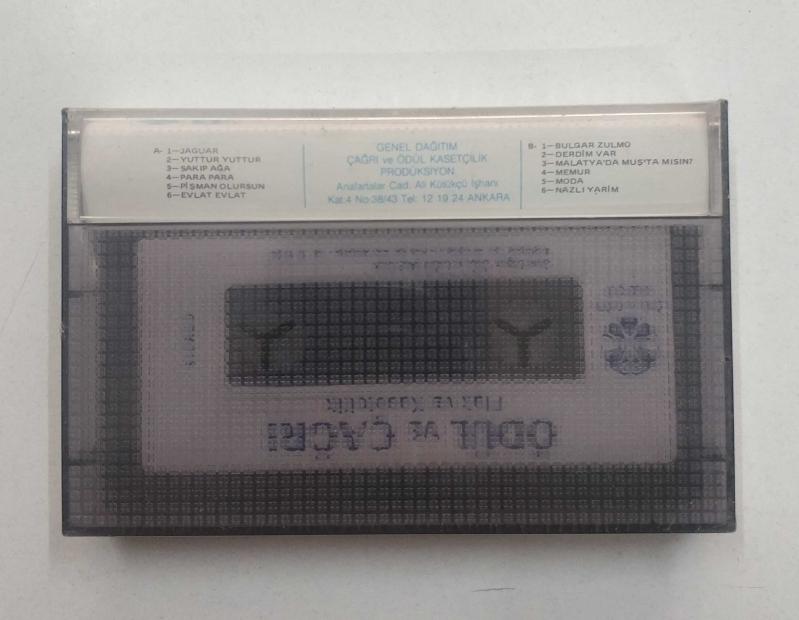 A- 1—JAGUAR
2—YUTTUR YUTTUR
3—SAKIP AĞA
4—PARA PARA
5—PİŞMAN OLURSUN
6—EVLAT EVLAT
GENEL DAĞITIM
ÇAĞRI ve ÖDÜL KASETÇİLİK
PRODÜKSİYON
Anafartalar Cad. Ali Kütükçü İşhanı
Kat:4 No:38/43 Tel: 12 19 24 ANKARA
B- 1—BULGAR ZULMO
2—DERDİM VAR
3—MALATYA'DA MUŞ'TA MISIN?
4—MEMUR
5—MODA
6—NAZLI YARİM
Plak ve Kasetcilik
ÖDÜL VE ÇAĞRI